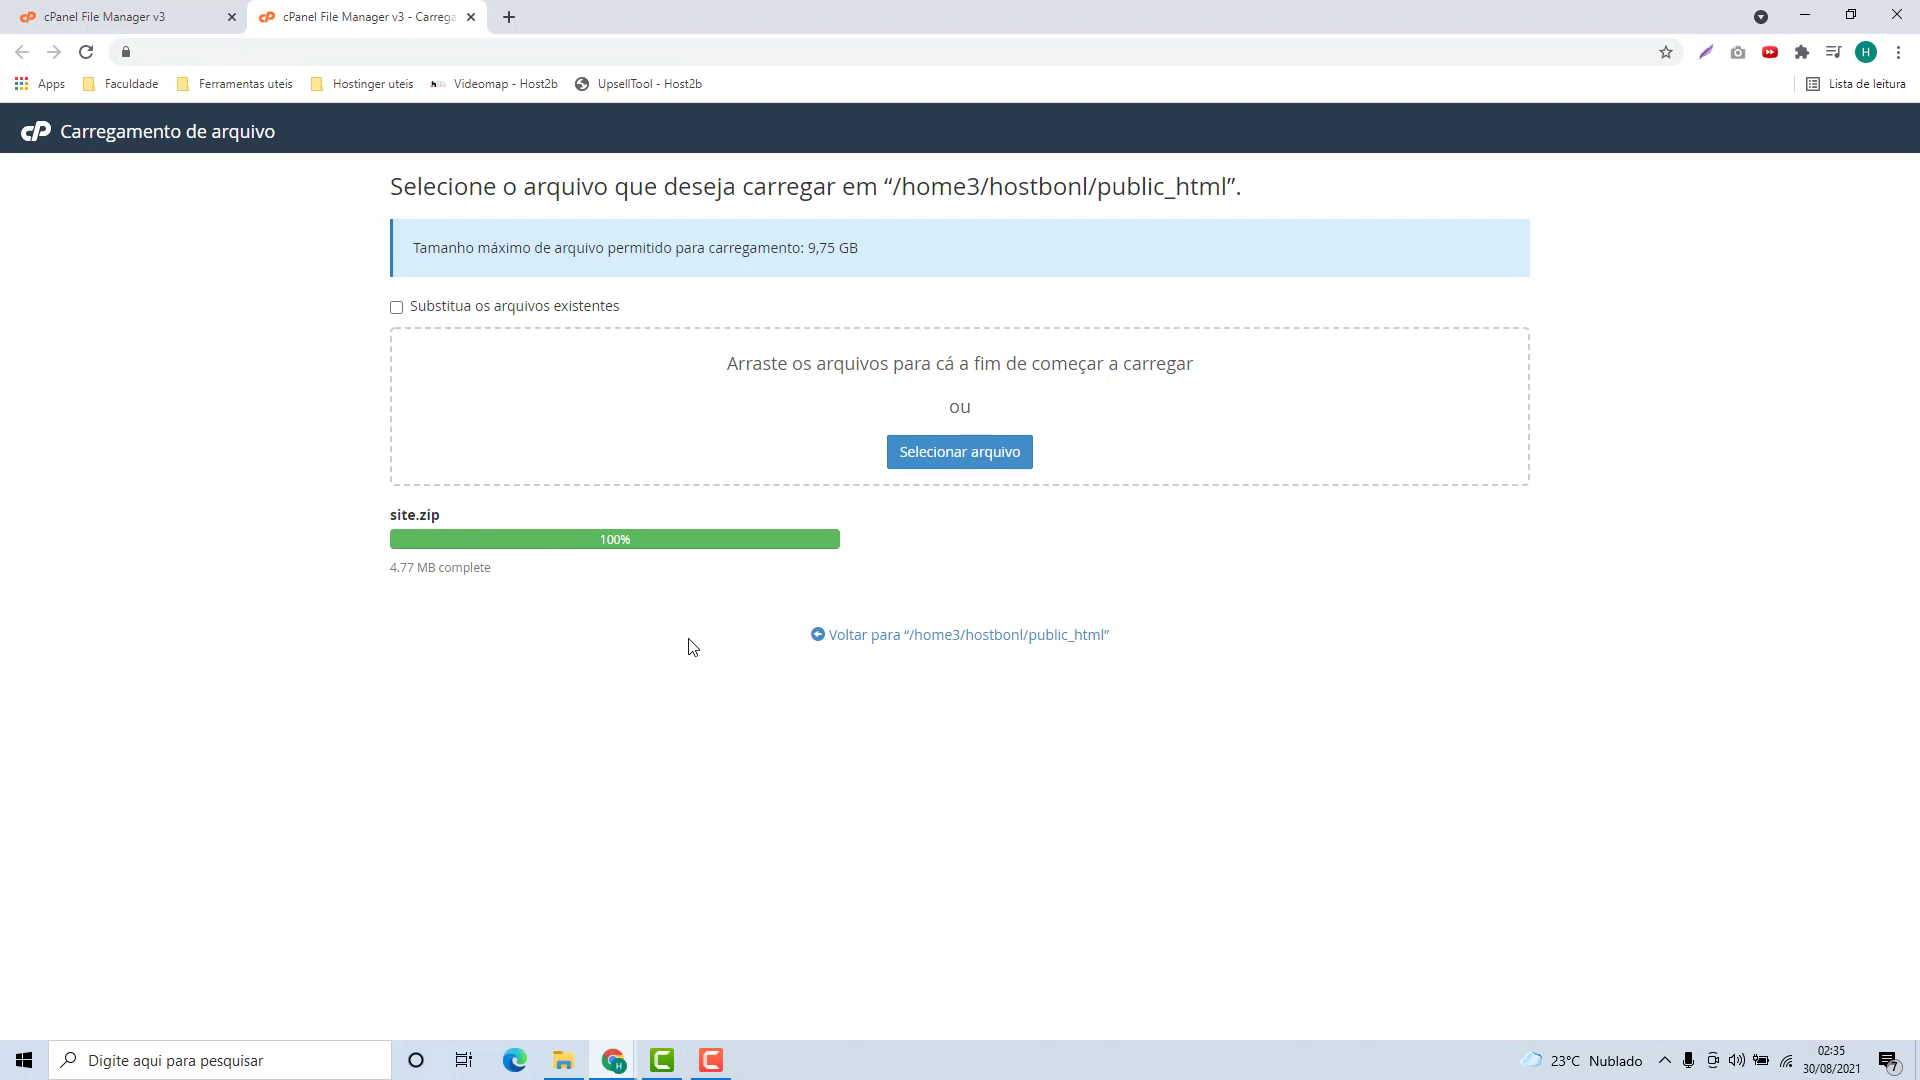 cPanel File Manager v3
cPanel File Manager v3 - Carrega
H
Apps
Faculdade
Ferramentas uteis
Hostinger uteis
Videomap - Host2b
UpsellTool - Host2b
Lista de leitura
cP Carregamento de arquivo
Selecione o arquivo que deseja carregar em “/home3/hostbonl/public_html”.
Tamanho máximo de arquivo permitido para carregamento: 9,75 GB
Substitua os arquivos existentes
Arraste os arquivos para cá a fim de começar a carregar
ou
Selecionar arquivo
site.zip
100%
4.77 MB complete
Voltar para “/home3/hostbonl/public_html”
Digite aqui para pesquisar
23°C Nublado
02:35
30/08/2021
7